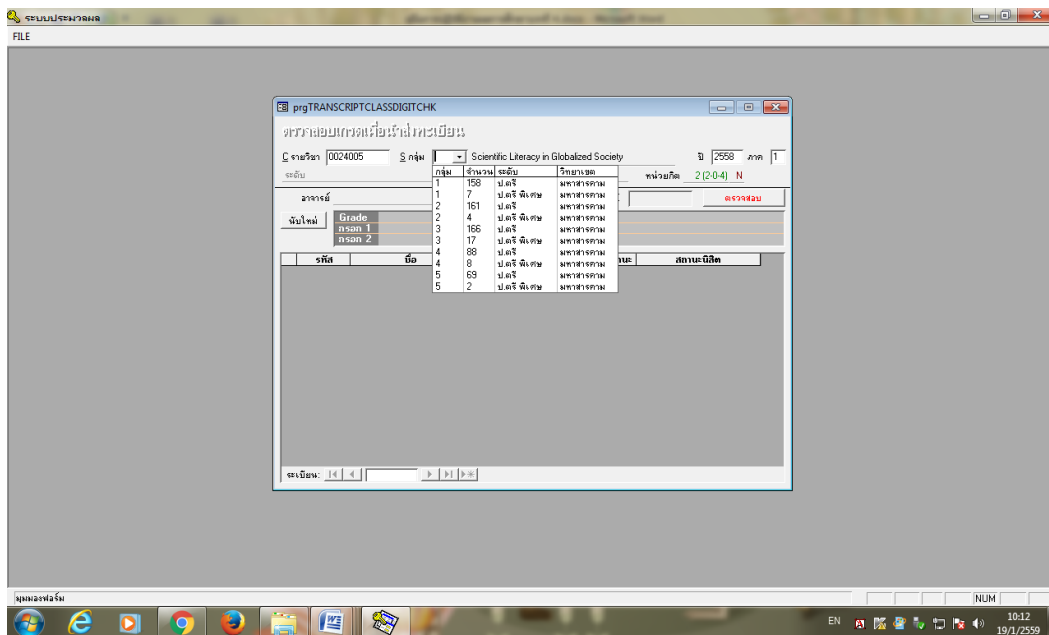 ระบบประมวลผล
FILE
prgTRANSCRIPTCLASSDIGITCHK
ตรวจสอบเกรดเพื่อนำส่งทะเบียน
C รายวิชา 0024005 S กลุ่ม Scientific Literacy in Globalized Society ปี 2558 ภาค 1
ระดับ หน่วยกิต 2 (2-0-4) N
กลุ่ม จำนวน ระดับ วิทยาเขต
1 158 ป.ตรี มหาสารคาม
1 7 ป.ตรี พิเศษ มหาสารคาม
2 161 ป.ตรี มหาสารคาม
2 4 ป.ตรี พิเศษ มหาสารคาม
3 166 ป.ตรี มหาสารคาม
3 17 ป.ตรี พิเศษ มหาสารคาม
4 88 ป.ตรี มหาสารคาม
4 8 ป.ตรี พิเศษ มหาสารคาม
5 69 ป.ตรี มหาสารคาม
5 2 ป.ตรี พิเศษ มหาสารคาม
อาจารย์ ตรวจสอบ
นับใหม่ Grade
กรอก 1
กรอก 2
รหัส ชื่อ สถานะนิสิต
ระเบียน:
มุมมองฟอร์ม NUM
EN 10:12
19/1/2559